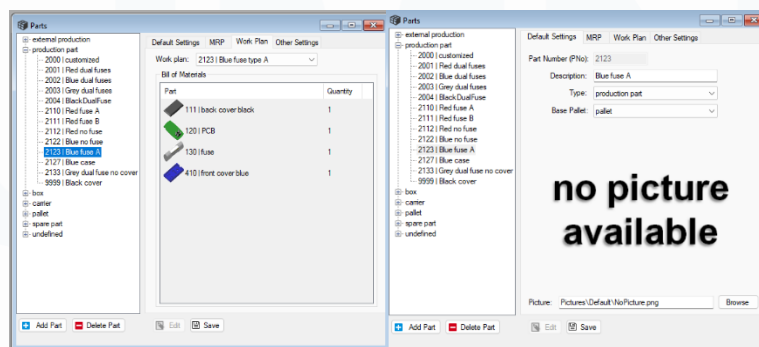 Parts
external production
production part
2000 | customized
2001 | Red dual fuses
2002 | Blue dual fuses
2003 | Grey dual fuses
2004 | BlackDualFuse
2110 | Red fuse A
2111 | Red fuse B
2112 | Red no fuse
2122 | Blue no fuse
2123 | Blue fuse A
2127 | Blue case
2133 | Grey dual fuse no cover
9999 | Black cover
box
carrier
pallet
spare part
undefined
Add Part Delete Part
Default Settings MRP Work Plan Other Settings
Work plan: 2123 | Blue fuse type A
Bill of Materials
Part Quantity
111 | back cover black 1
120 | PCB 1
130 | fuse 1
410 | front cover blue 1
Edit Save
Parts
external production
production part
2000 | customized
2001 | Red dual fuses
2002 | Blue dual fuses
2003 | Grey dual fuses
2004 | BlackDualFuse
2110 | Red fuse A
2111 | Red fuse B
2112 | Red no fuse
2122 | Blue no fuse
2123 | Blue fuse A
2127 | Blue case
2133 | Grey dual fuse no cover
9999 | Black cover
box
carrier
pallet
spare part
undefined
Add Part Delete Part
Default Settings MRP Work Plan Other Settings
Part Number (PNo): 2123
Description: Blue fuse A
Type: production part
Base Pallet: pallet
no picture
available
Picture: Pictures\Default\NoPicture.png Browse
Edit Save